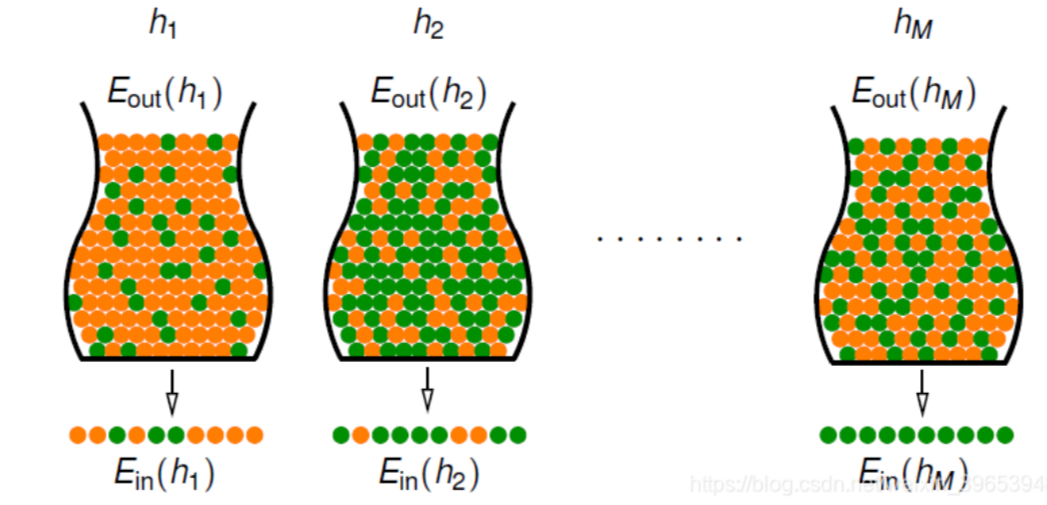 h1 h2 hM
Eout(h1) Eout(h2) Eout(hM)
. . . . . . . .
Ein(h1) Ein(h2) Ein(hM)
https://blog.csdn.net/